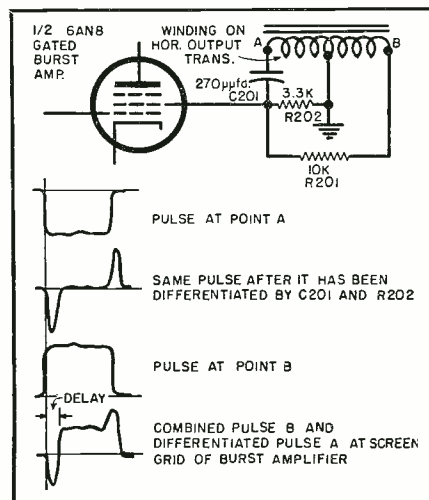 1/2 6AN8
GATED
BURST
AMP.
WINDING ON
HOR. OUTPUT
TRANS.
A
B
270μμfd.
C201
3.3K
R202
10K
R201
PULSE AT POINT A
SAME PULSE AFTER IT HAS BEEN
DIFFERENTIATED BY C201 AND R202
PULSE AT POINT B
DELAY
COMBINED PULSE B AND
DIFFERENTIATED PULSE A AT SCREEN
GRID OF BURST AMPLIFIER